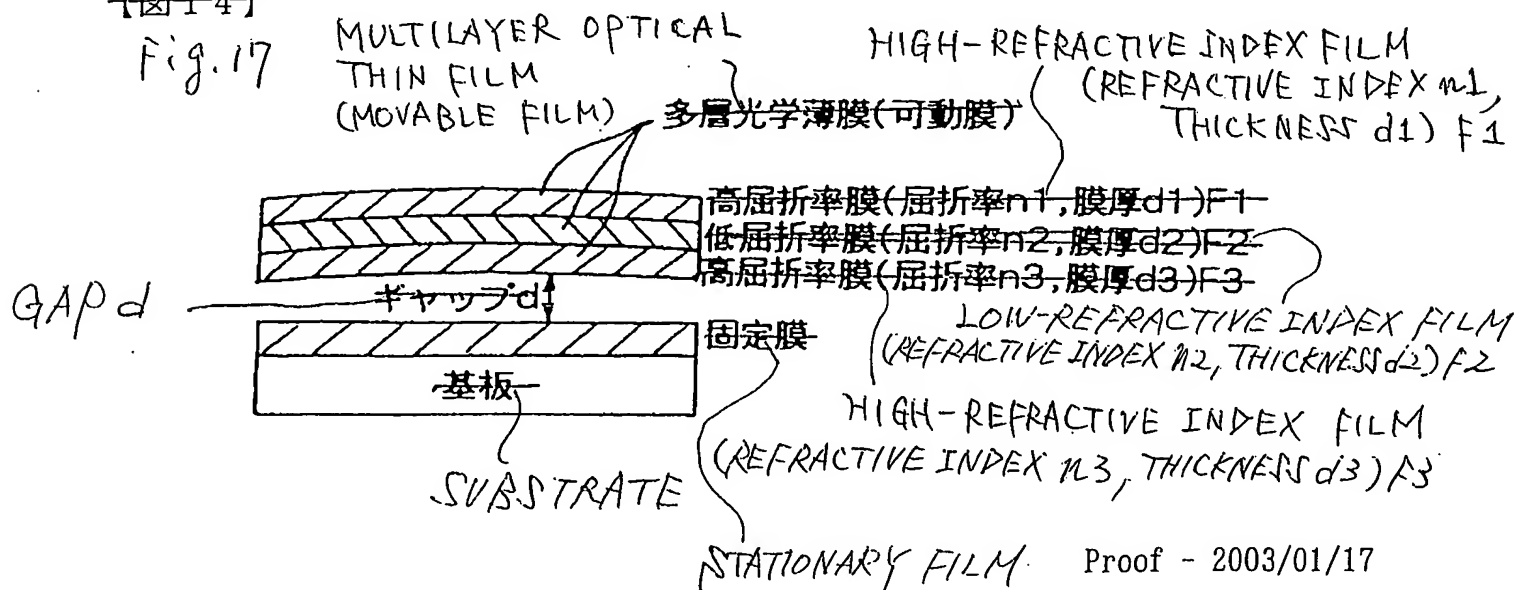 【図14】
Fig. 17
MULTILAYER OPTICAL
THIN FILM
(MOVABLE FILM)
HIGH-REFRACTIVE INDEX FILM
(REFRACTIVE INDEX n1,
THICKNESS d1) F1
多層光学薄膜(可動膜)
高屈折率膜(屈折率n1,膜厚d1)F1
低屈折率膜(屈折率n2,膜厚d2)F2
高屈折率膜(屈折率n3,膜厚d3)F3
GAP d
ギャップd
固定膜
LOW-REFRACTIVE INDEX FILM
(REFRACTIVE INDEX n2, THICKNESS d2) F2
基板
HIGH-REFRACTIVE INDEX FILM
(REFRACTIVE INDEX n3, THICKNESS d3) F3
SUBSTRATE
STATIONARY FILM
Proof - 2003/01/17